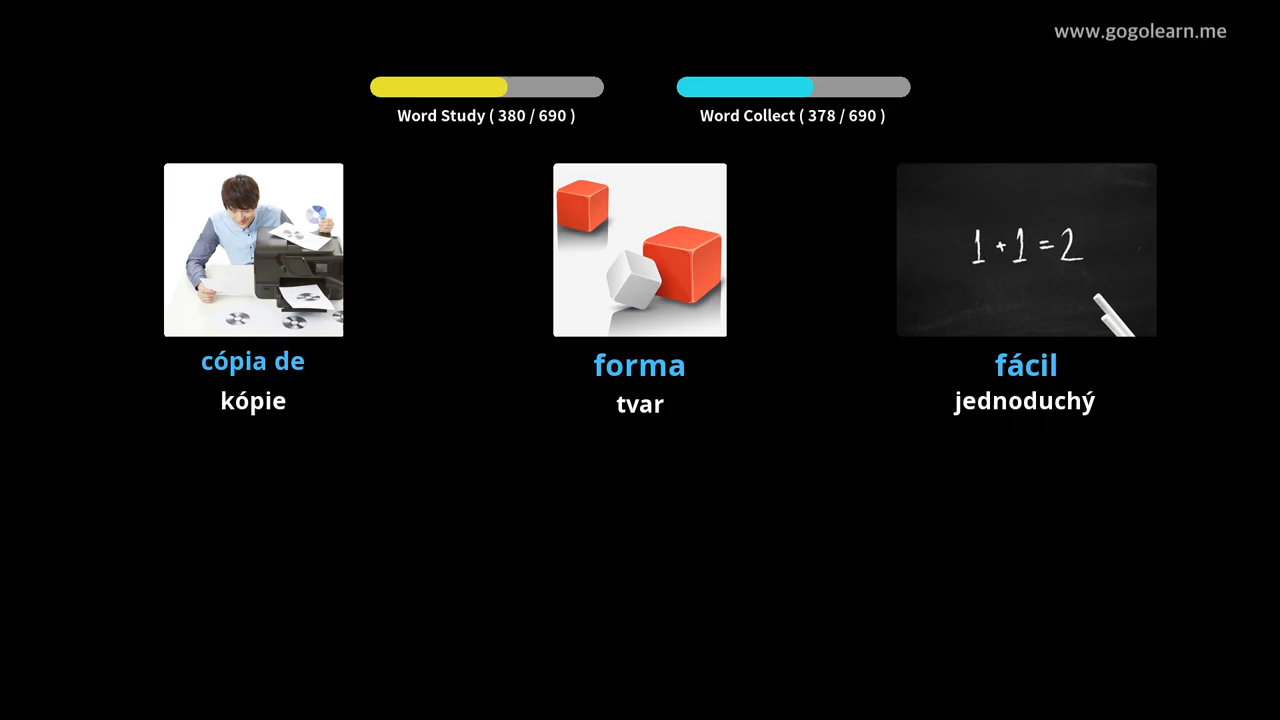 www.gogolearn.me
Word Study ( 380 / 690 )
Word Collect ( 378 / 690 )
1 + 1 = 2
cópia de
kópie
forma
tvar
fácil
jednoduchý